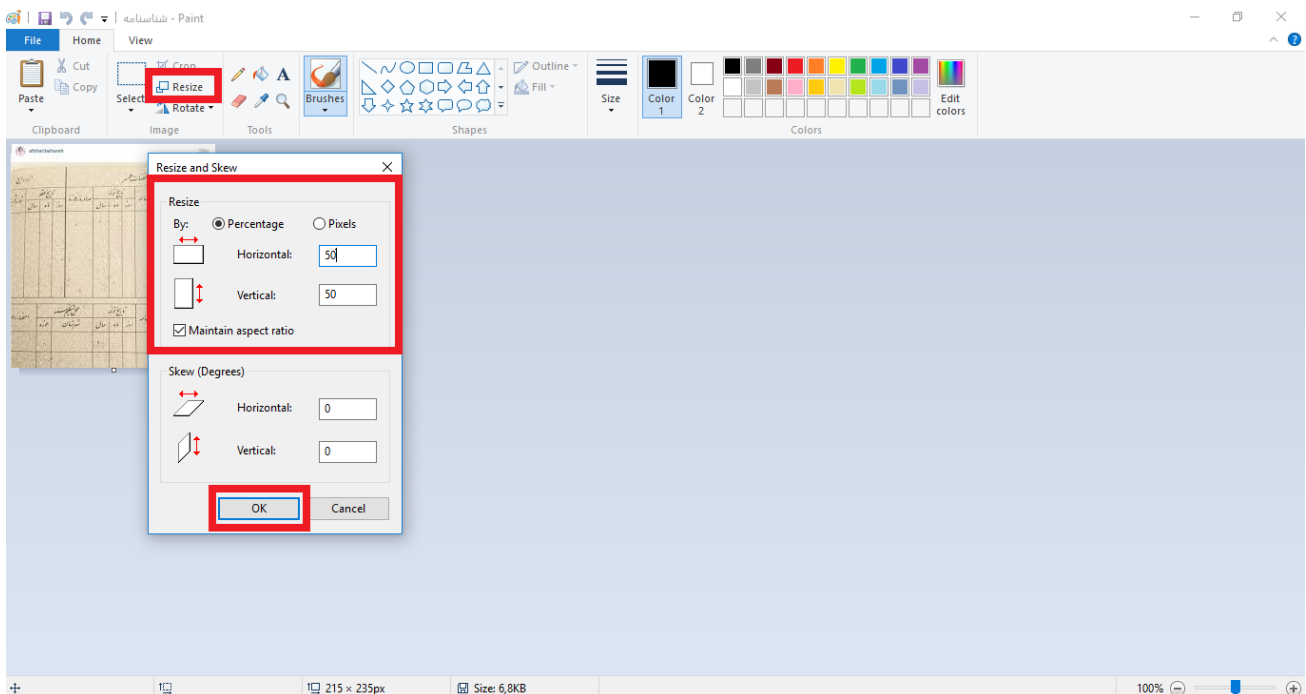 شناسنامه - Paint
File Home View
Paste
Cut
Copy
Clipboard
Select
Crop
Resize
Rotate
Image
A
Tools
Brushes
Outline
Fill
Shapes
Size
Color 1
Color 2
Edit colors
Colors
Resize and Skew
Resize
By: Percentage Pixels
Horizontal: 50
Vertical: 50
Maintain aspect ratio
Skew (Degrees)
Horizontal: 0
Vertical: 0
OK Cancel
215 × 235px
Size: 6,8KB
100%